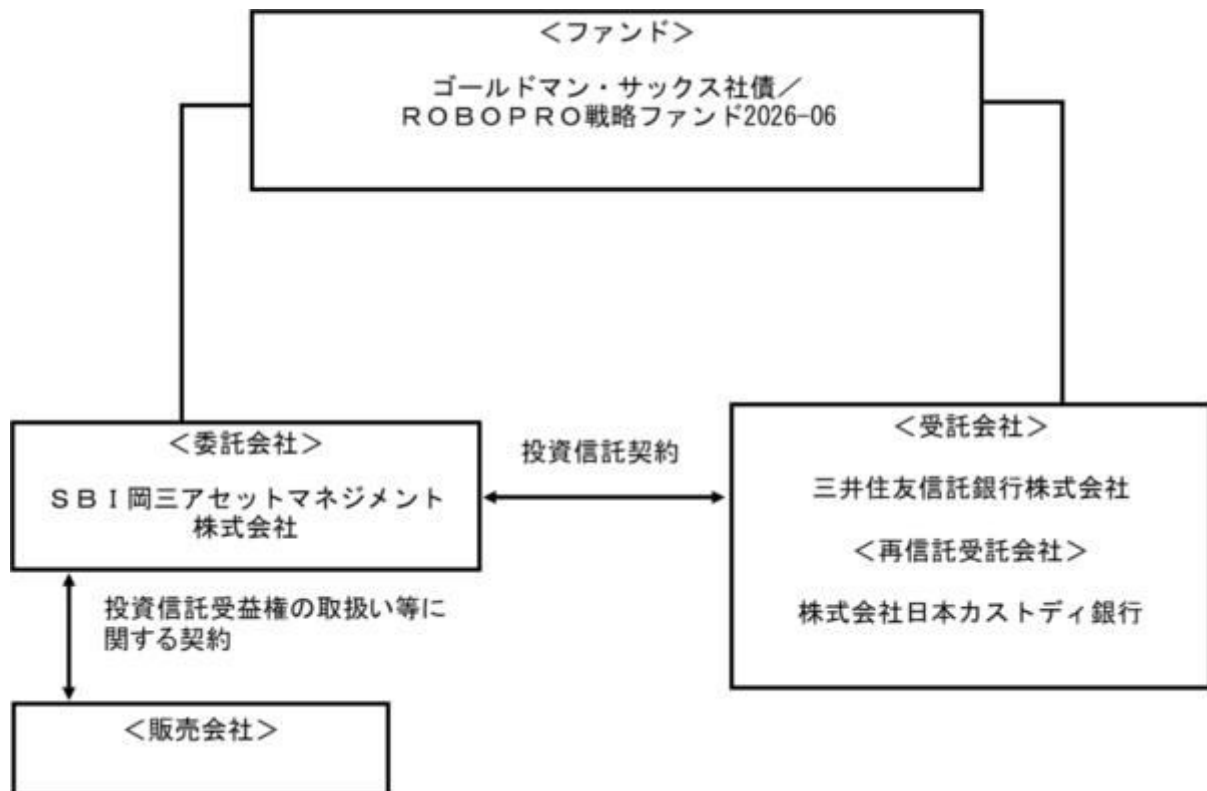 ＜ファンド＞
ゴールドマン・サックス社債／
ＲＯＢＯＰＲＯ戦略ファンド2026-06
＜委託会社＞
ＳＢＩ岡三アセットマネジメント
株式会社
投資信託契約
＜受託会社＞
三井住友信託銀行株式会社
＜再信託受託会社＞
株式会社日本カストディ銀行
投資信託受益権の取扱い等に
関する契約
＜販売会社＞